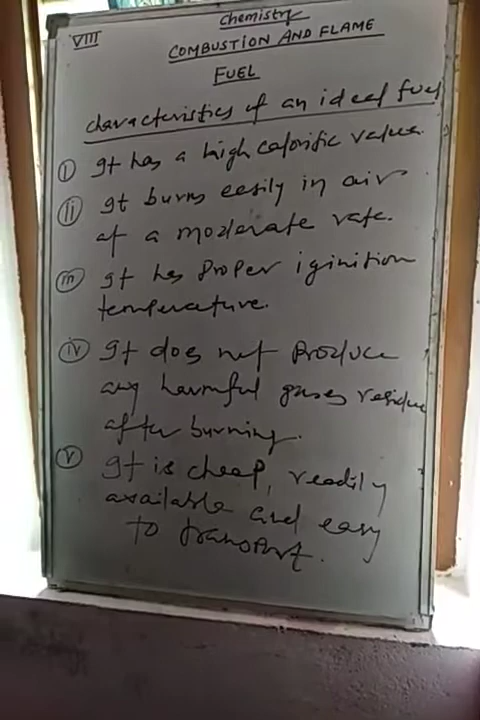 Chemistry
VIII
COMBUSTION AND FLAME
FUEL
characteristics of an ideal fuel
(i) It has a high calorific value.
(ii) It burns easily in air
at a moderate rate.
(iii) It has proper iginition
temperature.
(iv) It does not produce
any harmful gases residue
after burning.
(v) It is cheap, readily
available and easy
to transport.